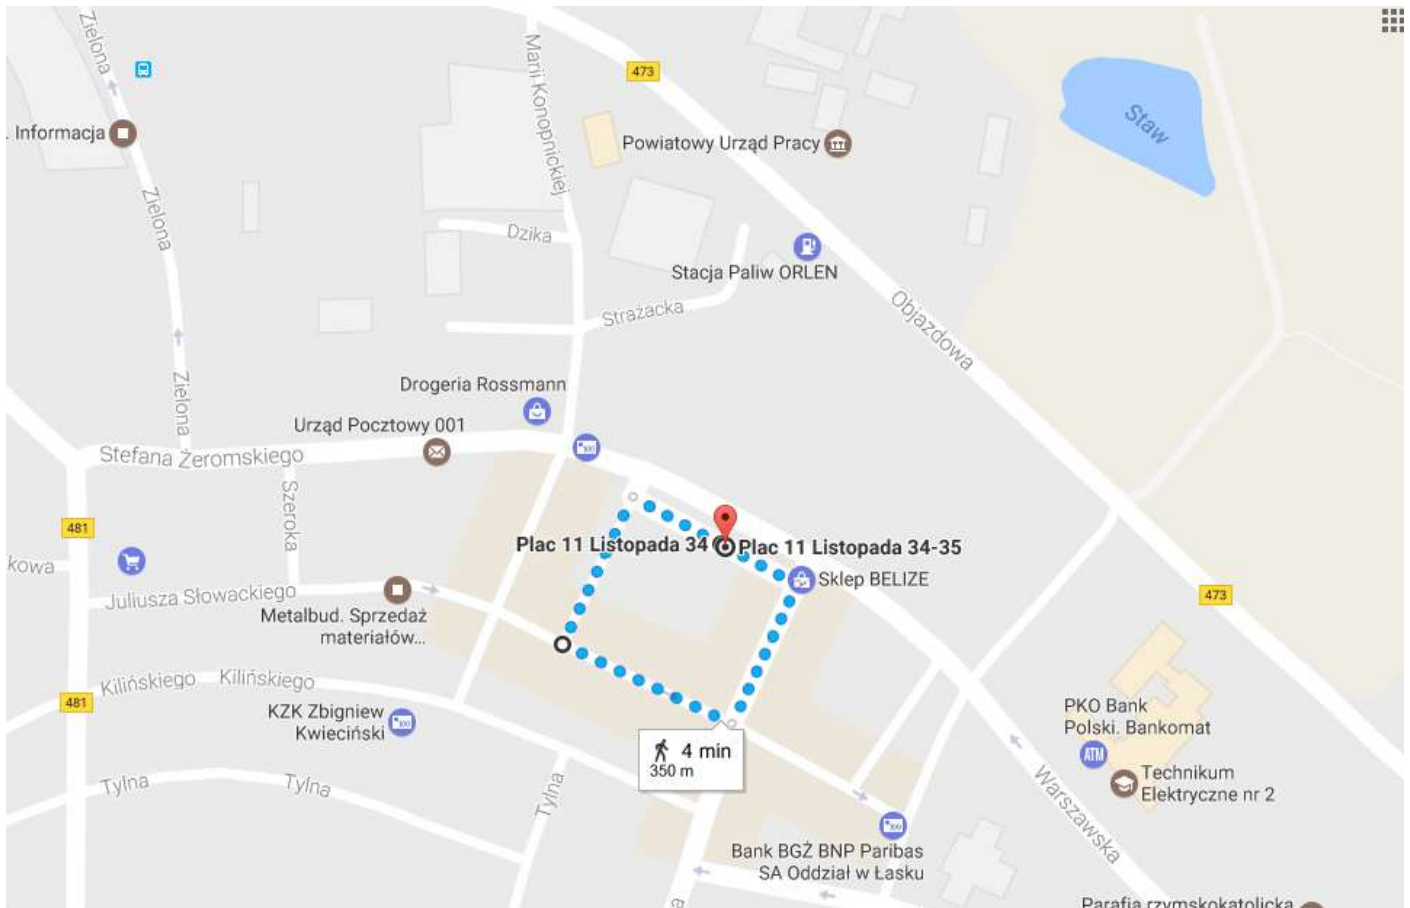 Zielona
Marii Konopnickiej
473
. Informacja
Powiatowy Urząd Pracy
Staw
Zielona
Dzika
Stacja Paliw ORLEN
Strażacka
Objazdowa
Zielona
Drogeria Rossmann
Urząd Pocztowy 001
Stefana Żeromskiego
Szeroka
481
Plac 11 Listopada 34
Plac 11 Listopada 34-35
kowa
Sklep BELIZE
473
Juliusza Słowackiego
Metalbud. Sprzedaż
materiałów...
Kilińskiego
Kilińskiego
481
KZK Zbigniew
Kwieciński
PKO Bank
Polski. Bankomat
ATM
4 min
350 m
Tylna
Tylna
Tylna
Technikum
Elektryczne nr 2
Warszawska
Bank BGŻ BNP Paribas
SA Oddział w Łasku
Parafia rzymskokatolicka